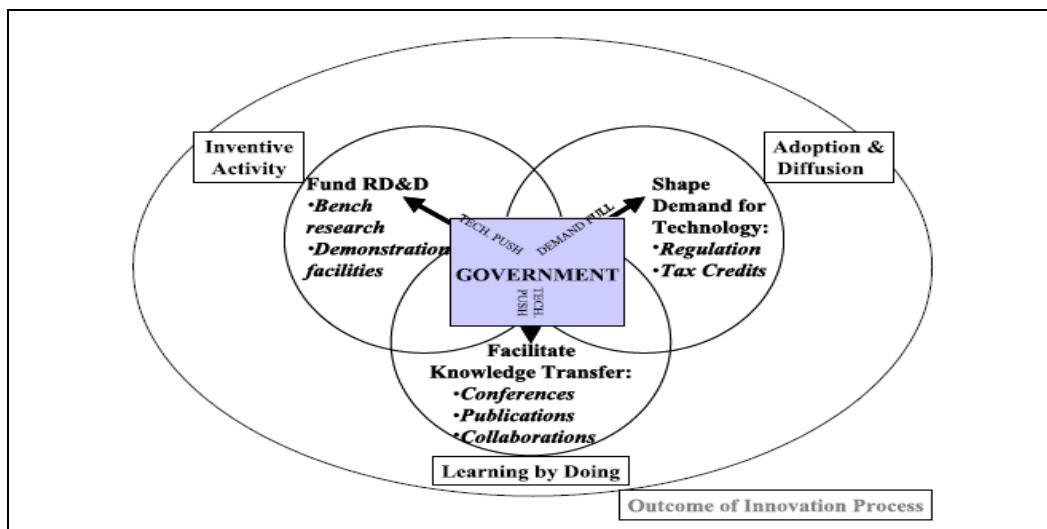 Inventive
Activity
Adoption &
Diffusion
Fund RD&D
•Bench
research
•Demonstration
facilities
Shape
Demand for
Technology:
•Regulation
•Tax Credits
TECH. PUSH
DEMAND PULL
GOVERNMENT
TECH.
PUSH
Facilitate
Knowledge Transfer:
•Conferences
•Publications
•Collaborations
Learning by Doing
Outcome of Innovation Process